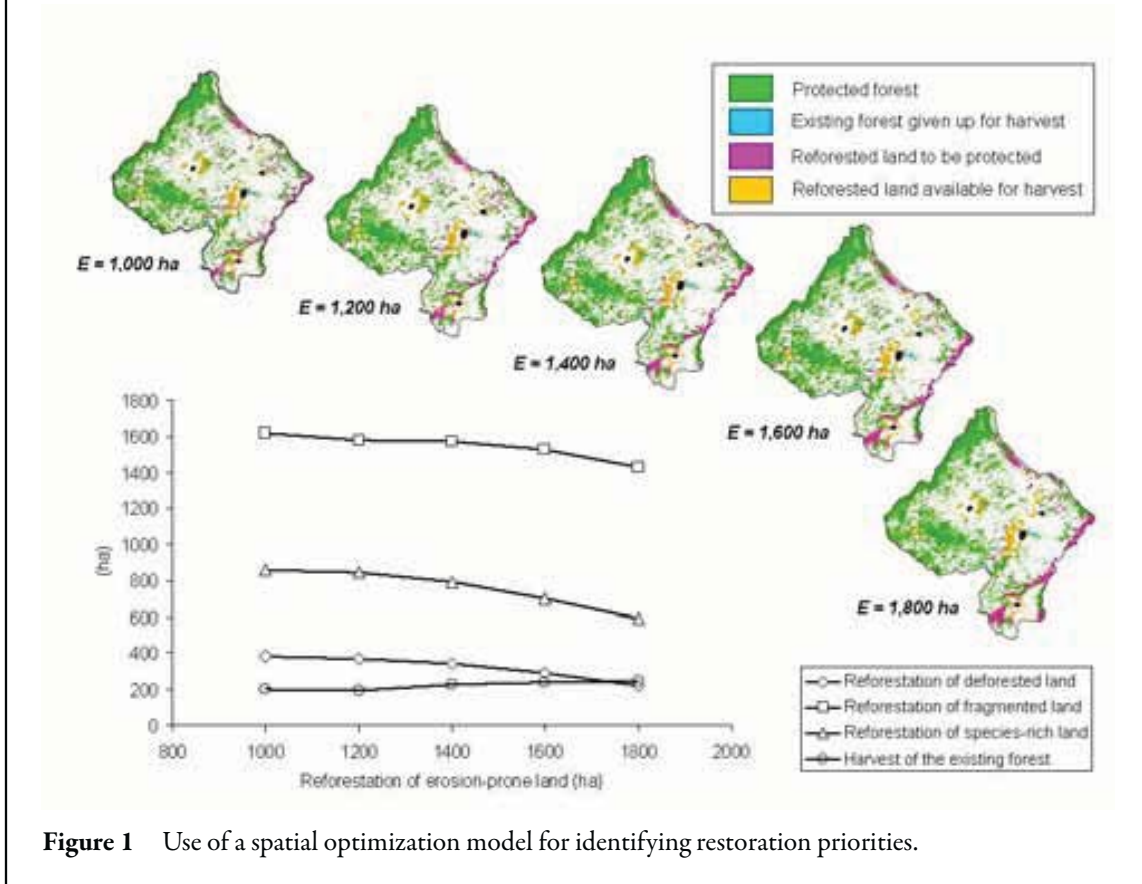 Protected forest
Existing forest given up for harvest
Reforested land to be protected
Reforested land available for harvest
E = 1,000 ha
E = 1,200 ha
E = 1,400 ha
E = 1,600 ha
E = 1,800 ha
1800
1600
1400
1200
1000
800
600
400
200
0
(ha)
800 1000 1200 1400 1600 1800 2000
Reforestation of erosion-prone land (ha)
Reforestation of deforested land
Reforestation of fragmented land
Reforestation of species-rich land
Harvest of the existing forest
Figure 1 Use of a spatial optimization model for identifying restoration priorities.